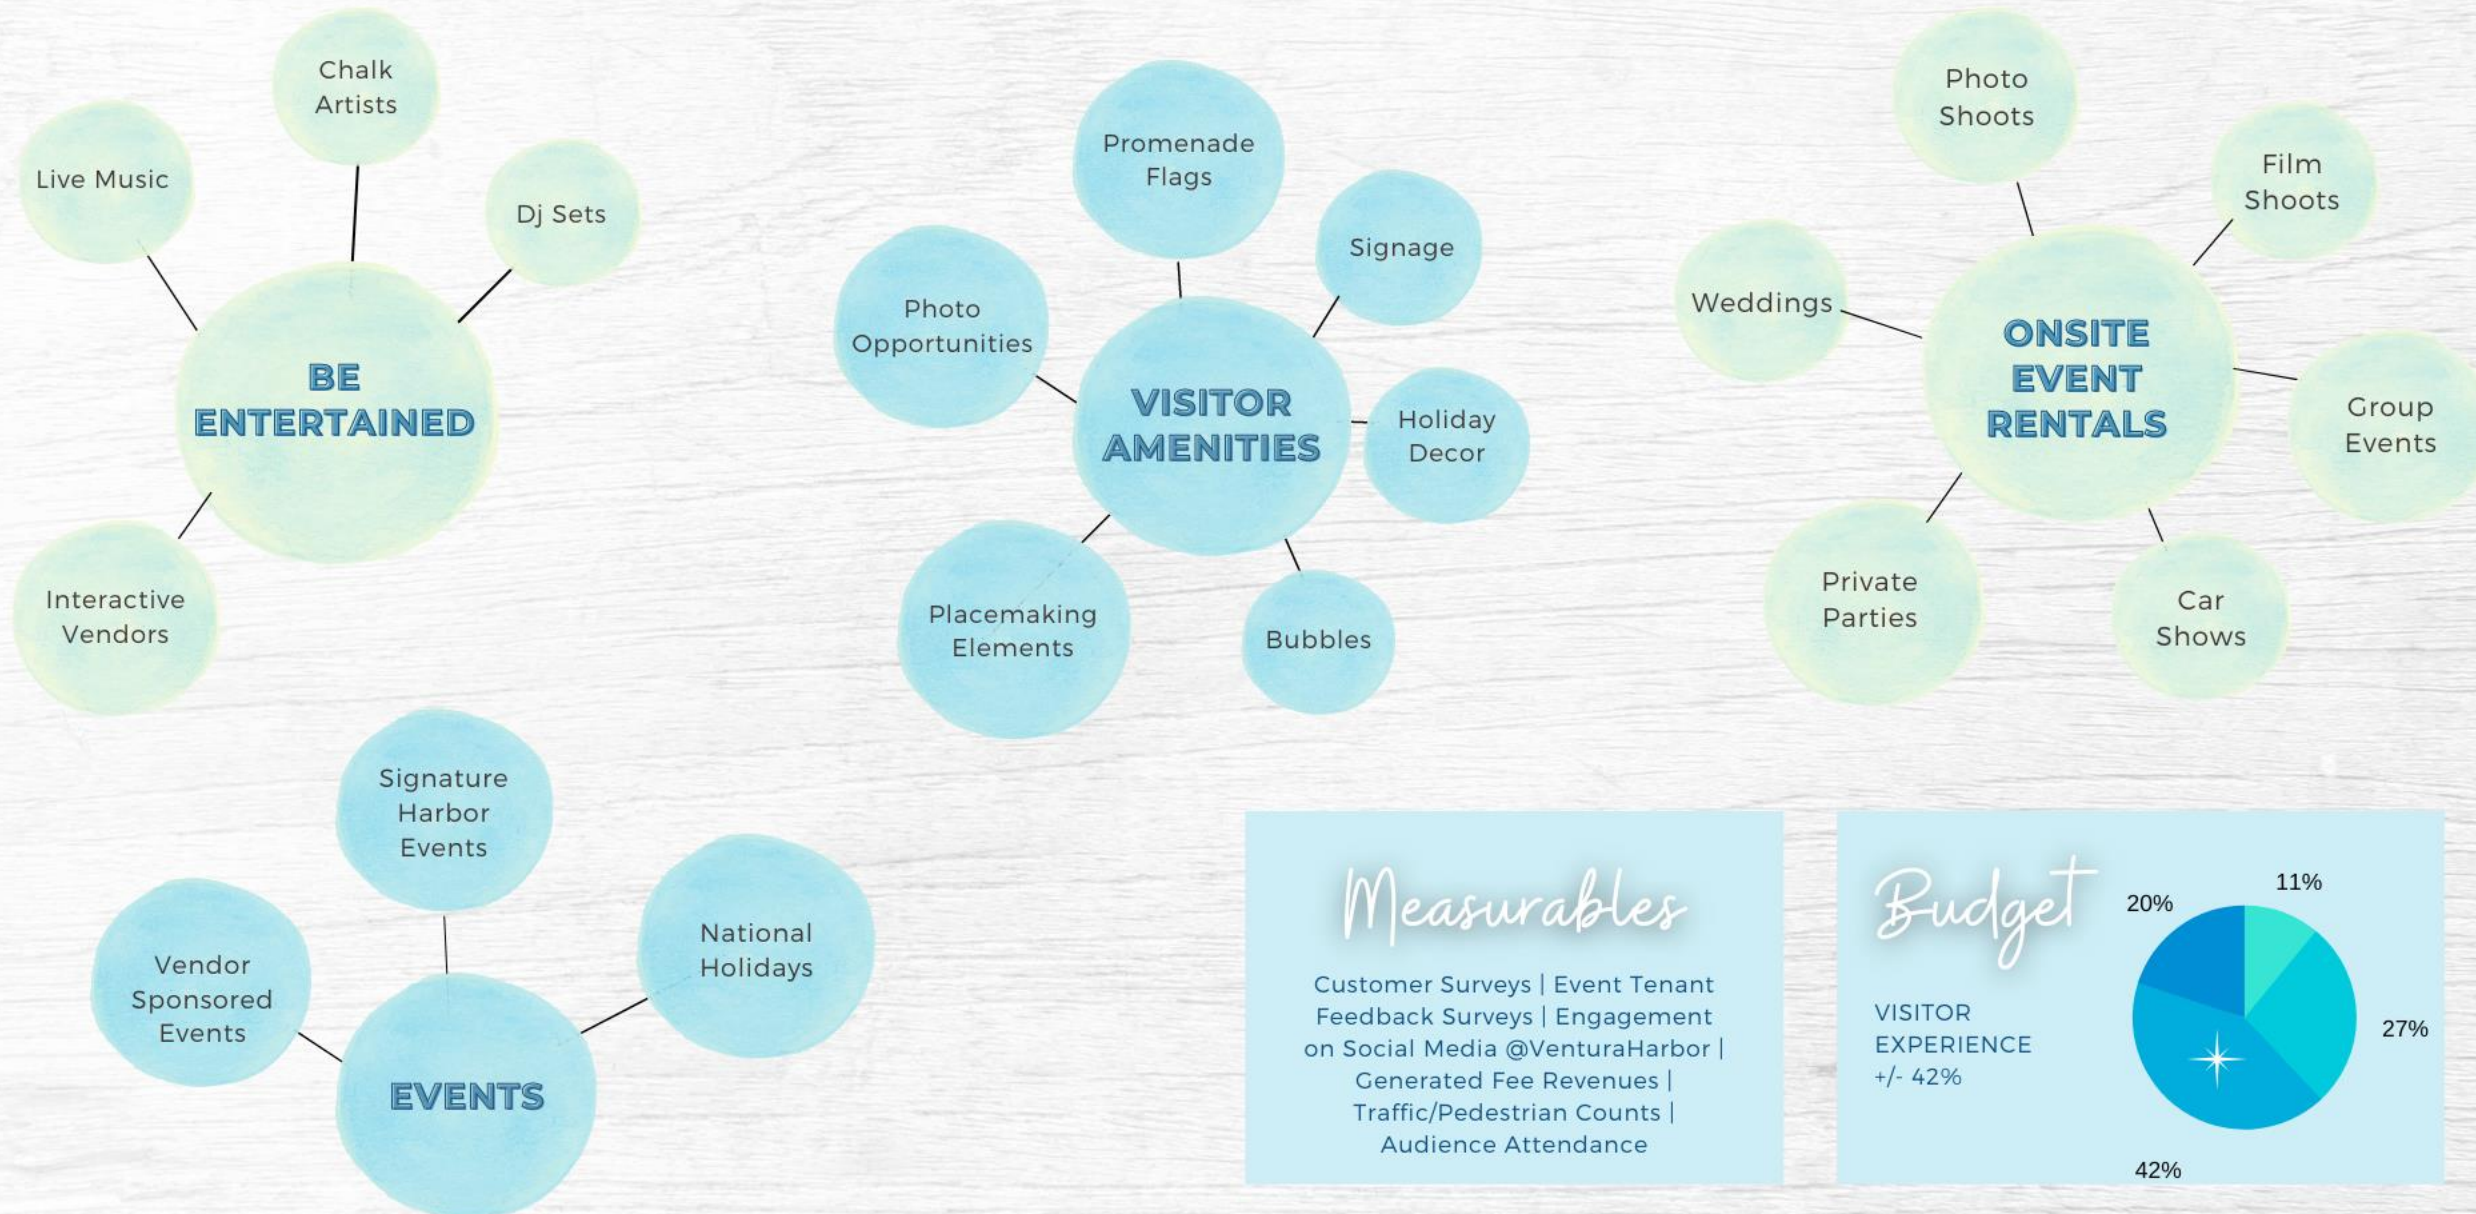 Chalk
Artists
Live Music
Dj Sets
BE
ENTERTAINED
Interactive
Vendors
Promenade
Flags
Signage
Photo
Opportunities
VISITOR
AMENITIES
Holiday
Decor
Placemaking
Elements
Bubbles
Photo
Shoots
Film
Shoots
Weddings
ONSITE
EVENT
RENTALS
Group
Events
Private
Parties
Car
Shows
Signature
Harbor
Events
National
Holidays
Vendor
Sponsored
Events
EVENTS
Measurables
Customer Surveys | Event Tenant
Feedback Surveys | Engagement
on Social Media @VenturaHarbor |
Generated Fee Revenues |
Traffic/Pedestrian Counts |
Audience Attendance
Budget
VISITOR
EXPERIENCE
+/- 42%
20%
11%
27%
42%